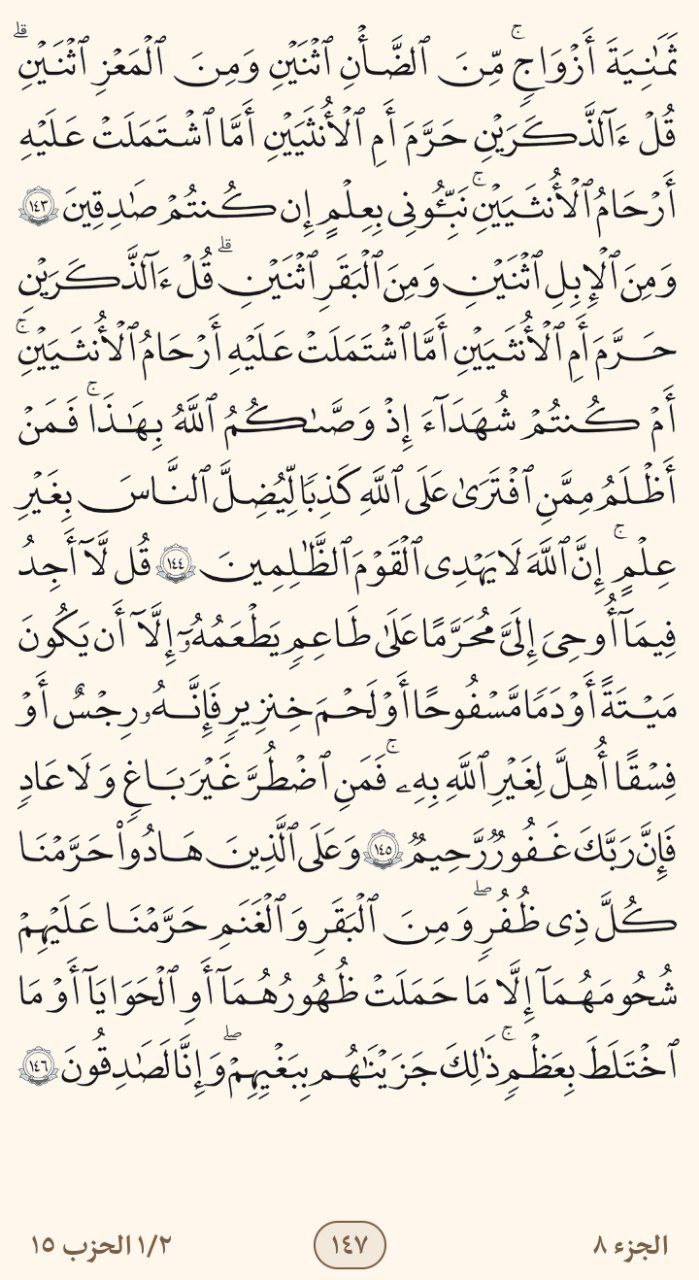 ثَمَٰنِيَةَ أَزْوَٰجٍۖ مِّنَ ٱلضَّأْنِ ٱثْنَيْنِ وَمِنَ ٱلْمَعْزِ ٱثْنَيْنِۗ
قُلْ ءَآلذَّكَرَيْنِ حَرَّمَ أَمِ ٱلْأُنثَيَيْنِ أَمَّا ٱشْتَمَلَتْ عَلَيْهِ
أَرْحَامُ ٱلْأُنثَيَيْنِۚ نَبِّـُٔونِى بِعِلْمٍ إِن كُنتُمْ صَٰدِقِينَ ١٤٣
وَمِنَ ٱلْإِبِلِ ٱثْنَيْنِ وَمِنَ ٱلْبَقَرِ ٱثْنَيْنِۗ قُلْ ءَآلذَّكَرَيْنِ
حَرَّمَ أَمِ ٱلْأُنثَيَيْنِ أَمَّا ٱشْتَمَلَتْ عَلَيْهِ أَرْحَامُ ٱلْأُنثَيَيْنِۚ
أَمْ كُنتُمْ شُهَدَآءَ إِذْ وَصَّىٰكُمُ ٱللَّهُ بِهَٰذَاۚ فَمَنْ
أَظْلَمُ مِمَّنِ ٱفْتَرَىٰ عَلَى ٱللَّهِ كَذِبًا لِّيُضِلَّ ٱلنَّاسَ بِغَيْرِ
عِلْمٍۚ إِنَّ ٱللَّهَ لَا يَهْدِى ٱلْقَوْمَ ٱلظَّٰلِمِينَ ١٤٤ قُل لَّآ أَجِدُ
فِيمَآ أُوحِىَ إِلَىَّ مُحَرَّمًا عَلَىٰ طَاعِمٍ يَطْعَمُهُۥٓ إِلَّآ أَن يَكُونَ
مَيْتَةً أَوْ دَمًا مَّسْفُوحًا أَوْ لَحْمَ خِنزِيرٍ فَإِنَّهُۥ رِجْسٌ أَوْ
فِسْقًا أُهِلَّ لِغَيْرِ ٱللَّهِ بِهِۦۚ فَمَنِ ٱضْطُرَّ غَيْرَ بَاغٍ وَلَا عَادٍ
فَإِنَّ رَبَّكَ غَفُورٌ رَّحِيمٌ ١٤٥ وَعَلَى ٱلَّذِينَ هَادُوا۟ حَرَّمْنَا
كُلَّ ذِى ظُفُرٍۖ وَمِنَ ٱلْبَقَرِ وَٱلْغَنَمِ حَرَّمْنَا عَلَيْهِمْ
شُحُومَهُمَآ إِلَّا مَا حَمَلَتْ ظُهُورُهُمَآ أَوِ ٱلْحَوَايَآ أَوْ مَا
ٱخْتَلَطَ بِعَظْمٍۚ ذَٰلِكَ جَزَيْنَٰهُم بِبَغْيِهِمْۖ وَإِنَّا لَصَٰدِقُونَ ١٤٦
الجزء ٨
١٤٧
١/٢ الحزب ١٥